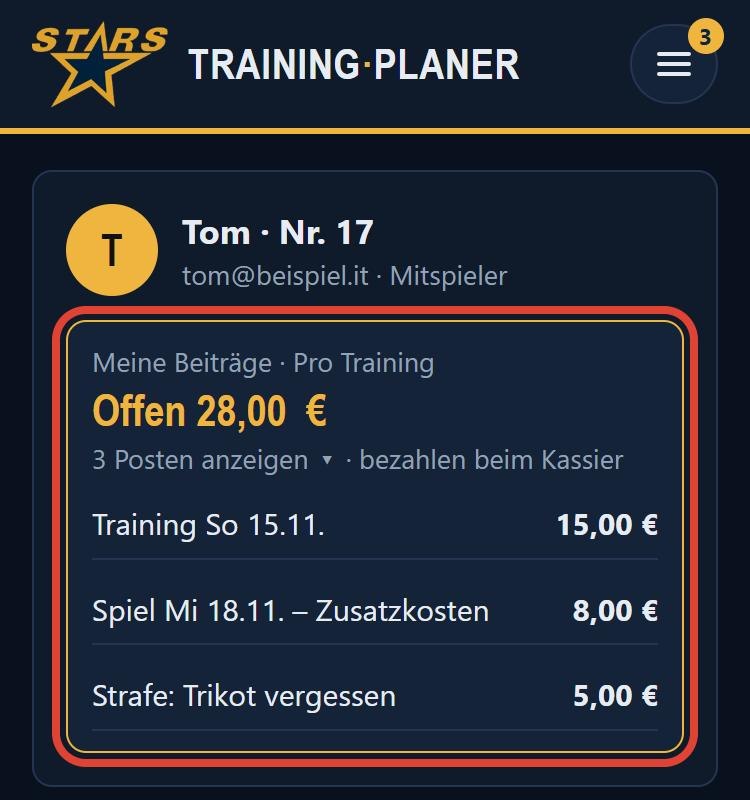 STARS
TRAINING·PLANER
3
T
Tom · Nr. 17
tom@beispiel.it · Mitspieler
Meine Beiträge · Pro Training
Offen 28,00 €
3 Posten anzeigen ▾ · bezahlen beim Kassier
Training So 15.11. 15,00 €
Spiel Mi 18.11. – Zusatzkosten 8,00 €
Strafe: Trikot vergessen 5,00 €